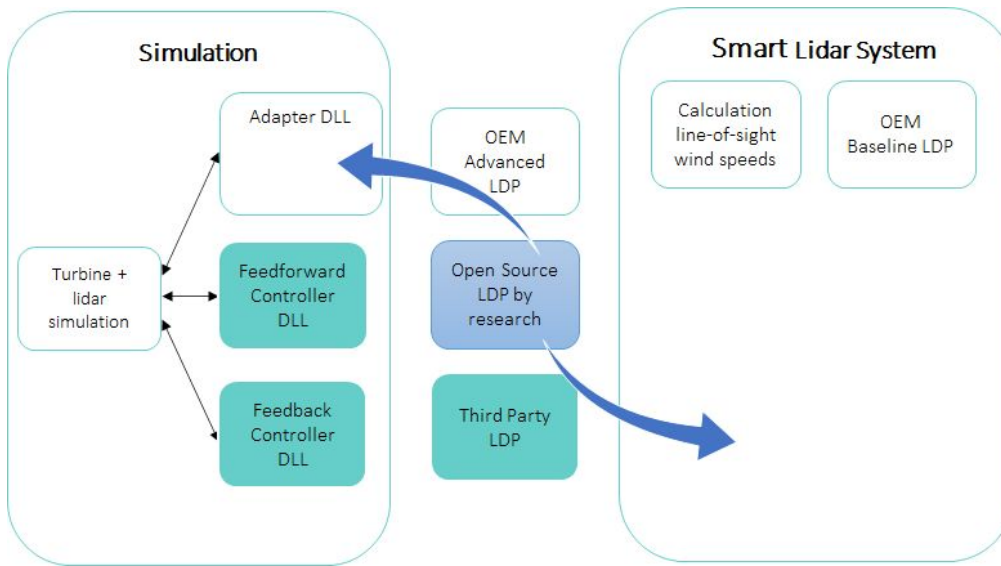 Simulation
Adapter DLL
Turbine +
lidar
simulation
Feedforward
Controller
DLL
Feedback
Controller
DLL
OEM
Advanced
LDP
Open Source
LDP by
research
Third Party
LDP
Smart Lidar System
Calculation
line-of-sight
wind speeds
OEM
Baseline LDP